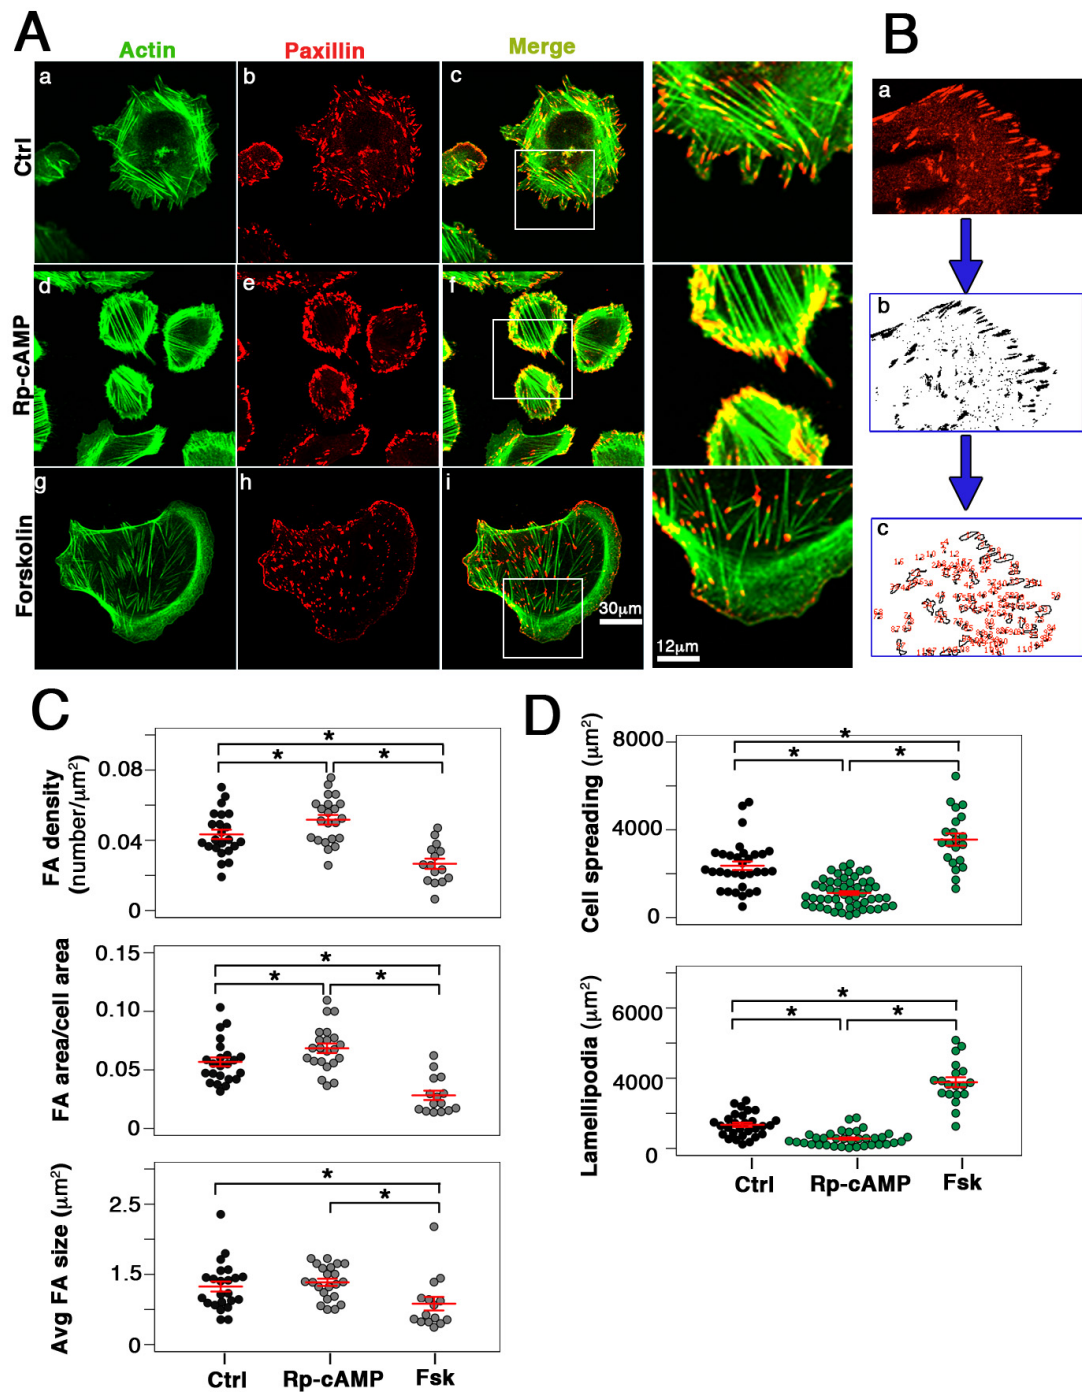 A
B
Actin
Paxillin
Merge
Ctrl
a
b
c
Rp-cAMP
d
e
f
Forskolin
g
h
i
30μm
12μm
a
b
c
C
FA density
(number/μm²)
0.08
0.04
0
*
*
*
FA area/cell area
0.15
0.10
0.05
0
*
*
*
Avg FA size (μm²)
2.5
1.5
0
*
*
Ctrl
Rp-cAMP
Fsk
D
Cell spreading (μm²)
8000
4000
0
*
*
*
Lamellipodia (μm²)
6000
4000
0
*
*
*
Ctrl
Rp-cAMP
Fsk